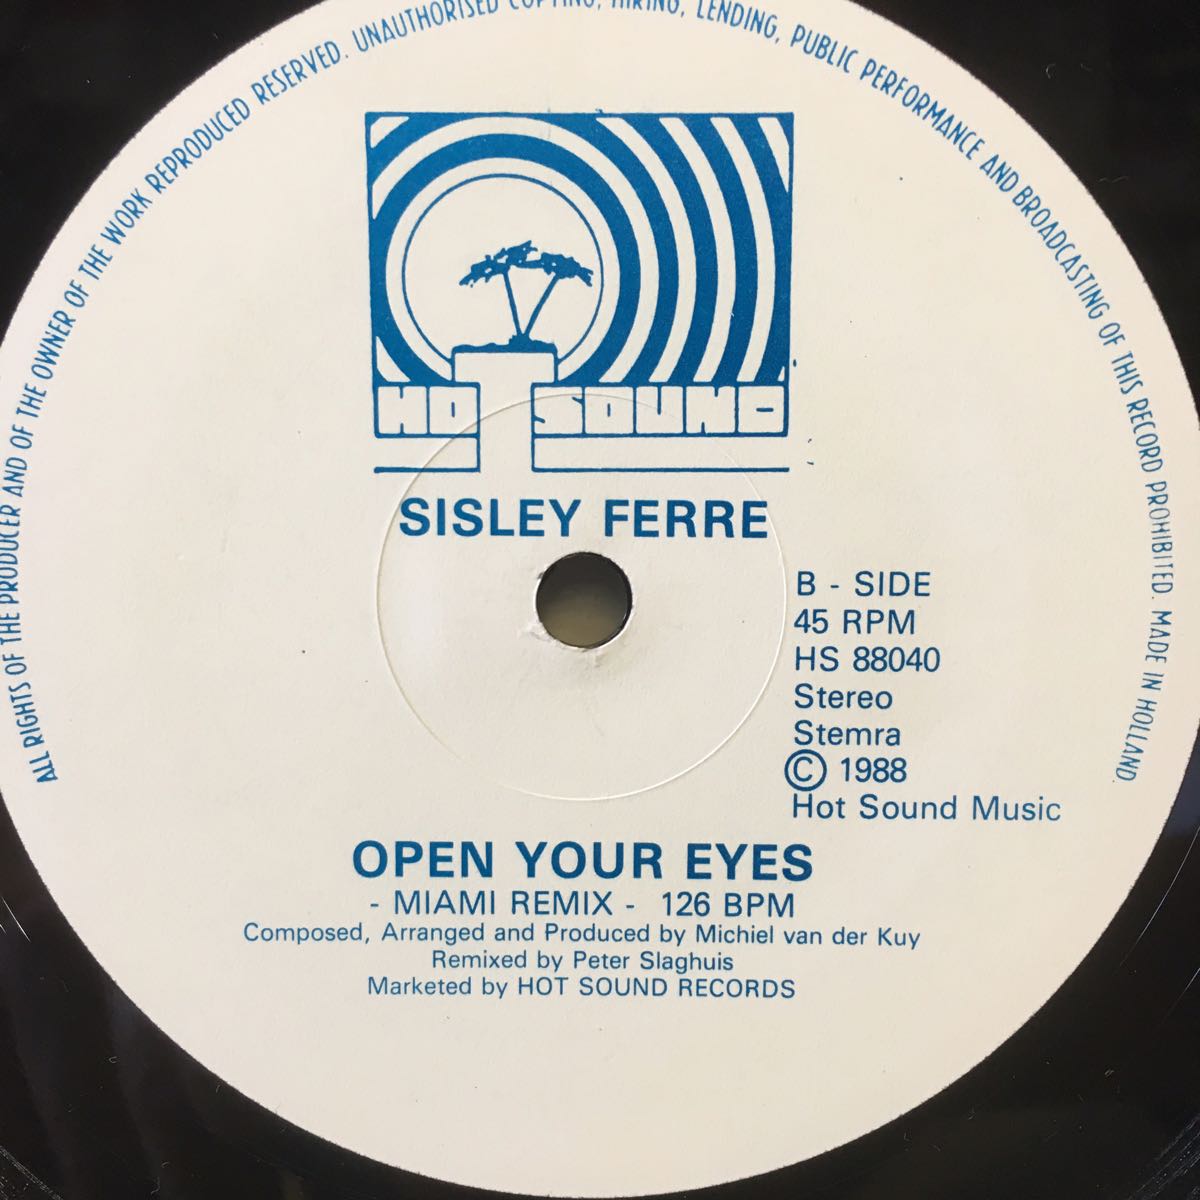 ALL RIGHTS OF THE PRODUCER AND OF THE OWNER OF THE WORK REPRODUCED RESERVED. UNAUTHORISED COPYING, HIRING, LENDING, PUBLIC PERFORMANCE AND BROADCASTING OF THIS RECORD PROHIBITED. MADE IN HOLLAND
HO SOUND
SISLEY FERRE
B - SIDE
45 RPM
HS 88040
Stereo
Stemra
© 1988
Hot Sound Music
OPEN YOUR EYES
- MIAMI REMIX - 126 BPM
Composed, Arranged and Produced by Michiel van der Kuy
Remixed by Peter Slaghuis
Marketed by HOT SOUND RECORDS